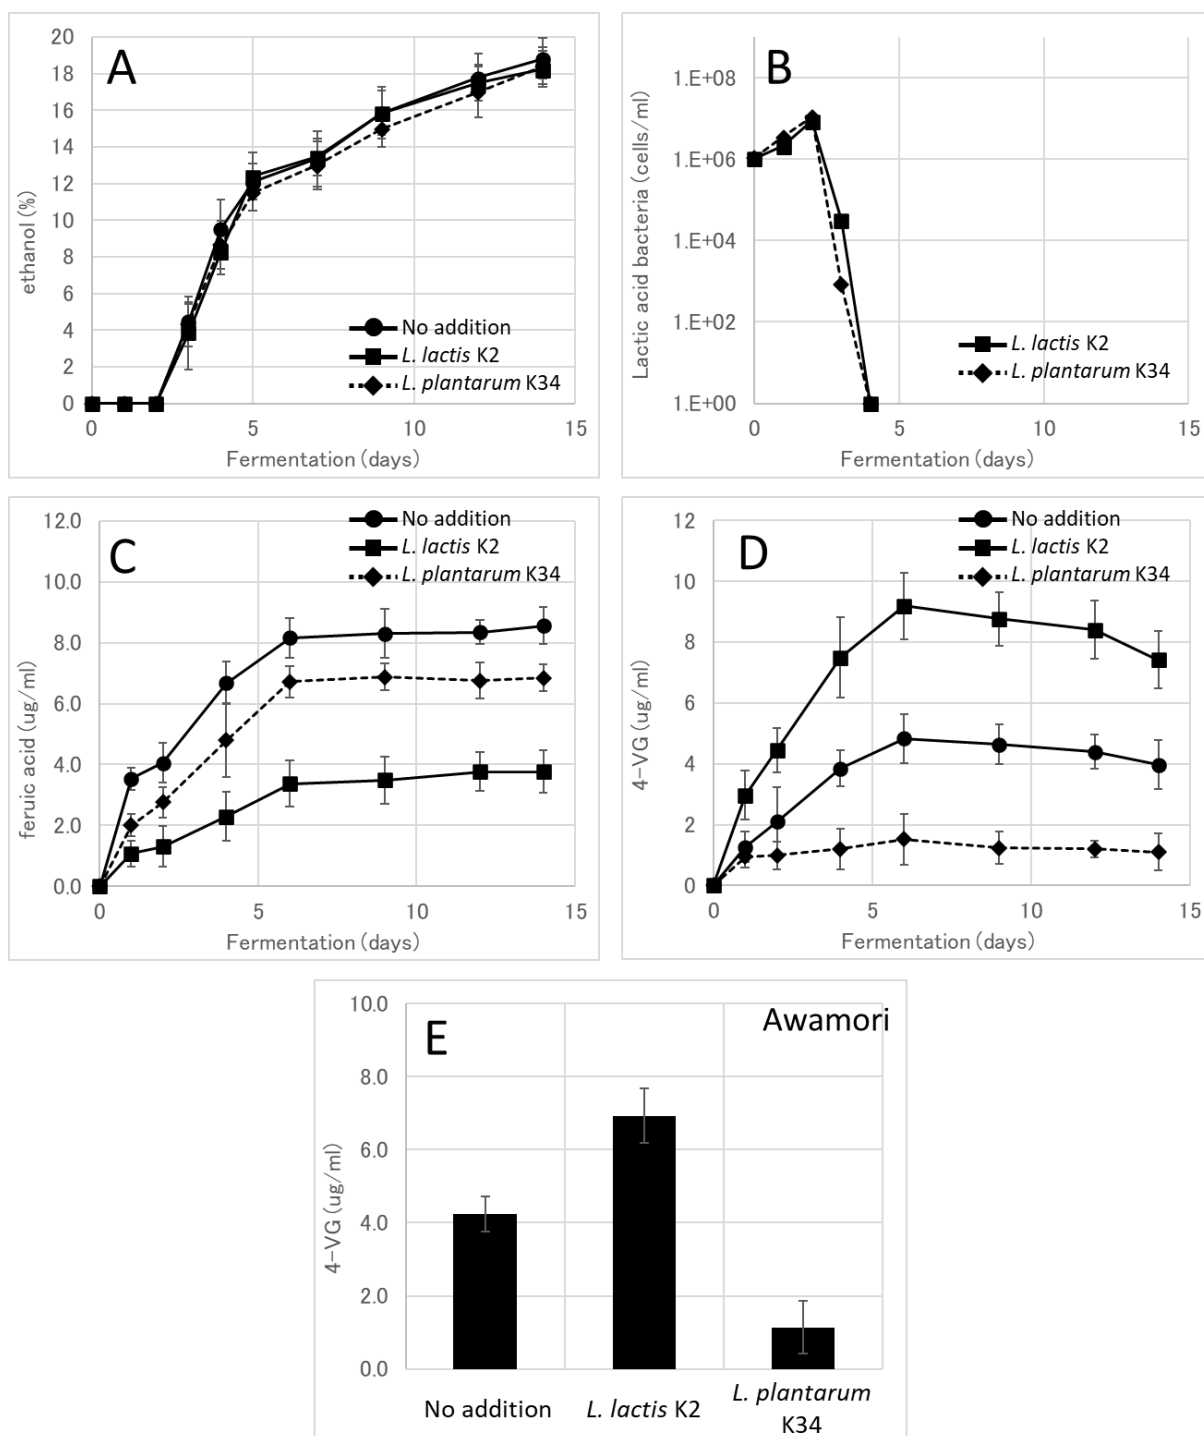 A
20
18
16
14
12
10
8
6
4
2
0
ethanol (%)
0 5 10 15
Fermentation (days)
No addition
L. lactis K2
L. plantarum K34
B
1.E+08
1.E+06
1.E+04
1.E+02
1.E+00
Lactic acid bacteria (cells/ml)
0 5 10 15
Fermentation (days)
L. lactis K2
L. plantarum K34
C
12.0
10.0
8.0
6.0
4.0
2.0
0.0
feruic acid (ug/ml)
0 5 10 15
Fermentation (days)
No addition
L. lactis K2
L. plantarum K34
D
12
10
8
6
4
2
0
4-VG (ug/ml)
0 5 10 15
Fermentation (days)
No addition
L. lactis K2
L. plantarum K34
E
Awamori
10.0
8.0
6.0
4.0
2.0
0.0
4-VG (ug/ml)
No addition
L. lactis K2
L. plantarum
K34